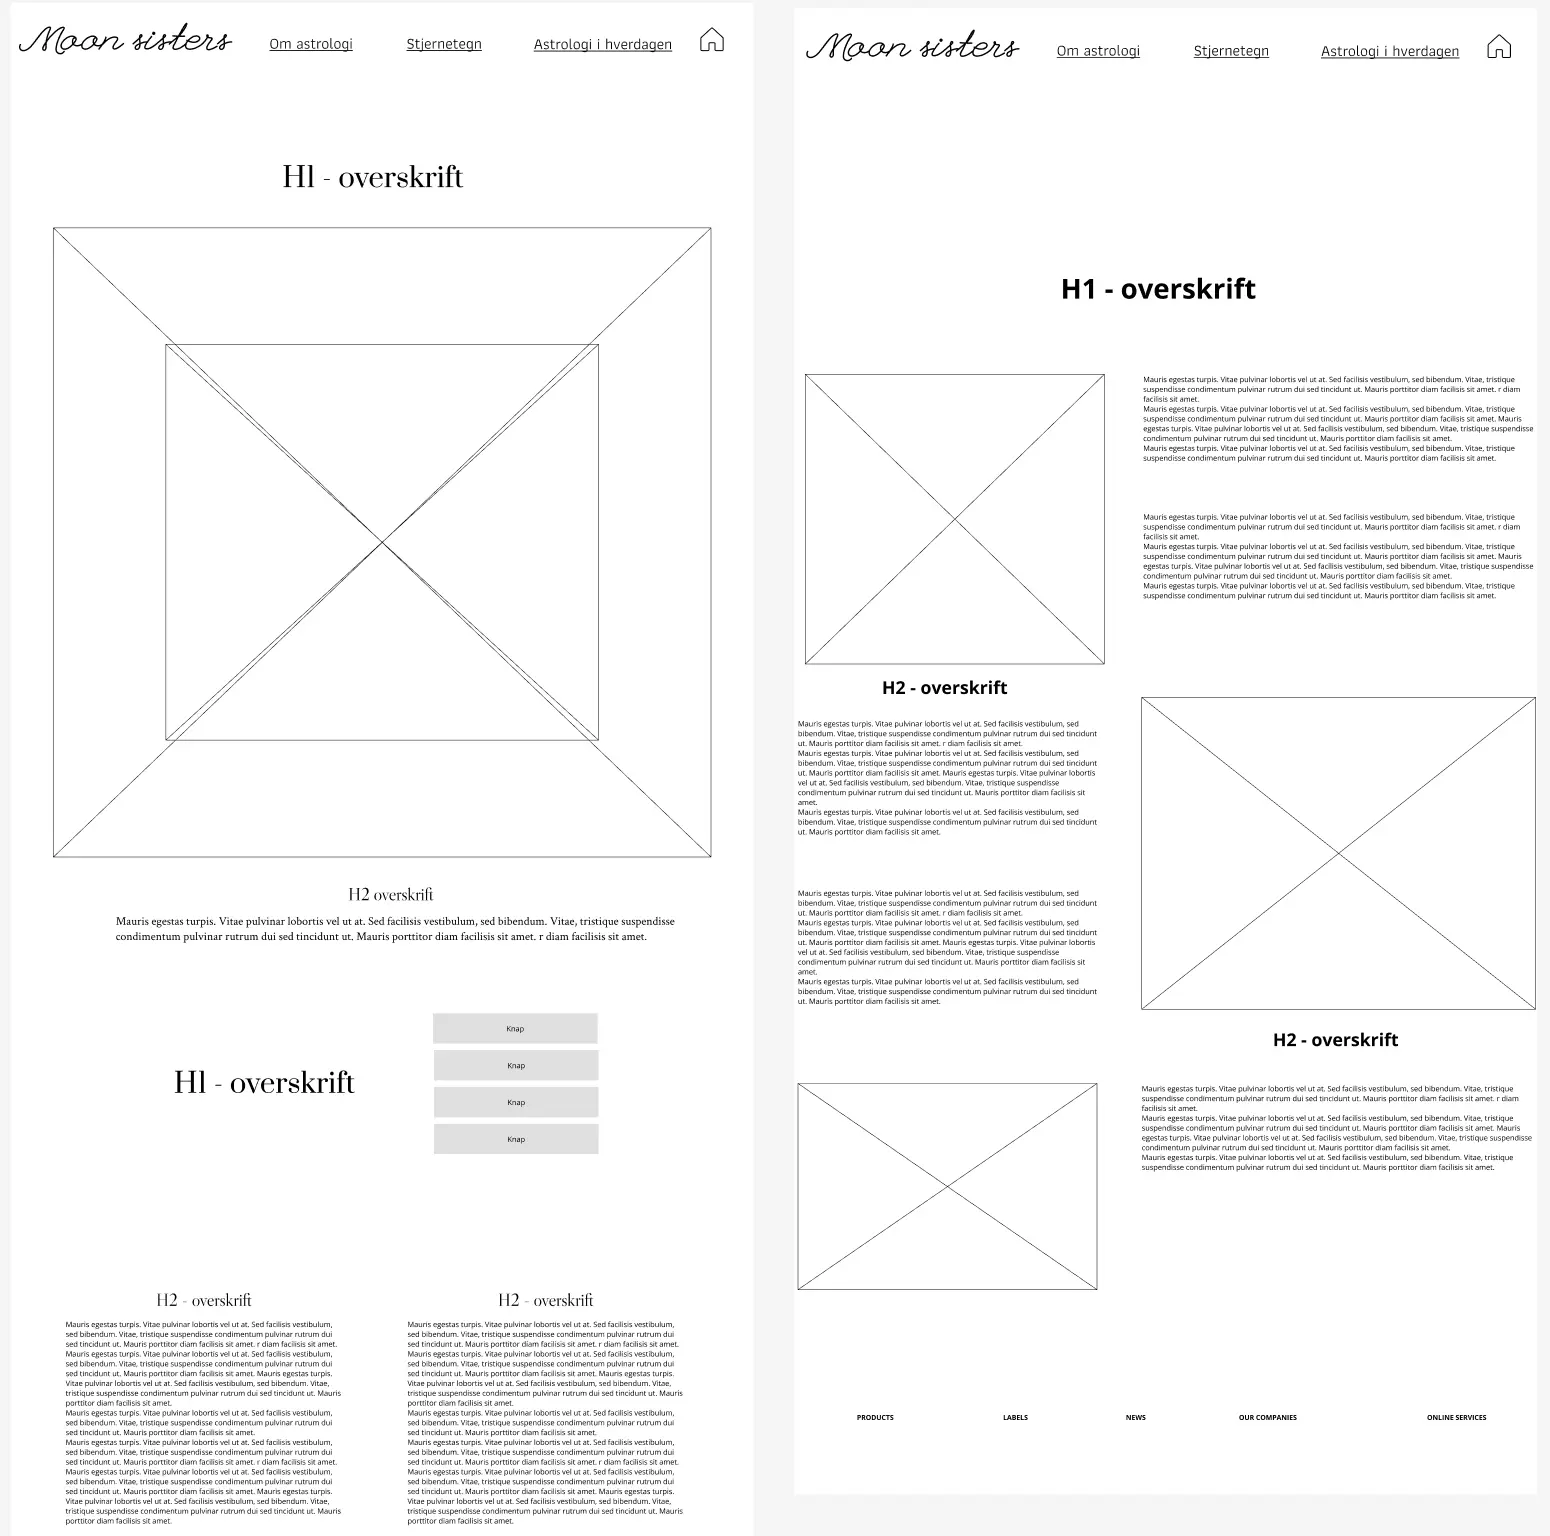 Moon sisters
Om astrologi
Stjernetegn
Astrologi i hverdagen
H1 - overskrift
H2 overskrift
Mauris egestas turpis. Vitae pulvinar lobortis vel ut at. Sed facilisis vestibulum, sed bibendum. Vitae, tristique suspendisse
condimentum pulvinar rutrum dui sed tincidunt ut. Mauris porttitor diam facilisis sit amet. r diam facilisis sit amet.
H1 - overskrift
Knap
Knap
Knap
Knap
H2 - overskrift
Mauris egestas turpis. Vitae pulvinar lobortis vel ut at. Sed facilisis vestibulum,
sed bibendum. Vitae, tristique suspendisse condimentum pulvinar rutrum dui
sed tincidunt ut. Mauris porttitor diam facilisis sit amet. r diam facilisis sit amet.
Mauris egestas turpis. Vitae pulvinar lobortis vel ut at. Sed facilisis vestibulum,
sed bibendum. Vitae, tristique suspendisse condimentum pulvinar rutrum dui
sed tincidunt ut. Mauris porttitor diam facilisis sit amet. Mauris egestas turpis.
Vitae pulvinar lobortis vel ut at. Sed facilisis vestibulum, sed bibendum. Vitae,
tristique suspendisse condimentum pulvinar rutrum dui sed tincidunt ut. Mauris
porttitor diam facilisis sit amet.
Mauris egestas turpis. Vitae pulvinar lobortis vel ut at. Sed facilisis vestibulum,
sed bibendum. Vitae, tristique suspendisse condimentum pulvinar rutrum dui
sed tincidunt ut. Mauris porttitor diam facilisis sit amet.
Mauris egestas turpis. Vitae pulvinar lobortis vel ut at. Sed facilisis vestibulum,
sed bibendum. Vitae, tristique suspendisse condimentum pulvinar rutrum dui
sed tincidunt ut. Mauris porttitor diam facilisis sit amet. r diam facilisis sit amet.
Mauris egestas turpis. Vitae pulvinar lobortis vel ut at. Sed facilisis vestibulum,
sed bibendum. Vitae, tristique suspendisse condimentum pulvinar rutrum dui
sed tincidunt ut. Mauris porttitor diam facilisis sit amet. Mauris egestas turpis.
Vitae pulvinar lobortis vel ut at. Sed facilisis vestibulum, sed bibendum. Vitae,
tristique suspendisse condimentum pulvinar rutrum dui sed tincidunt ut. Mauris
porttitor diam facilisis sit amet.
H2 - overskrift
Mauris egestas turpis. Vitae pulvinar lobortis vel ut at. Sed facilisis vestibulum,
sed bibendum. Vitae, tristique suspendisse condimentum pulvinar rutrum dui
sed tincidunt ut. Mauris porttitor diam facilisis sit amet. r diam facilisis sit amet.
Mauris egestas turpis. Vitae pulvinar lobortis vel ut at. Sed facilisis vestibulum,
sed bibendum. Vitae, tristique suspendisse condimentum pulvinar rutrum dui
sed tincidunt ut. Mauris porttitor diam facilisis sit amet. Mauris egestas turpis.
Vitae pulvinar lobortis vel ut at. Sed facilisis vestibulum, sed bibendum. Vitae,
tristique suspendisse condimentum pulvinar rutrum dui sed tincidunt ut. Mauris
porttitor diam facilisis sit amet.
Mauris egestas turpis. Vitae pulvinar lobortis vel ut at. Sed facilisis vestibulum,
sed bibendum. Vitae, tristique suspendisse condimentum pulvinar rutrum dui
sed tincidunt ut. Mauris porttitor diam facilisis sit amet.
Mauris egestas turpis. Vitae pulvinar lobortis vel ut at. Sed facilisis vestibulum,
sed bibendum. Vitae, tristique suspendisse condimentum pulvinar rutrum dui
sed tincidunt ut. Mauris porttitor diam facilisis sit amet. r diam facilisis sit amet.
Mauris egestas turpis. Vitae pulvinar lobortis vel ut at. Sed facilisis vestibulum,
sed bibendum. Vitae, tristique suspendisse condimentum pulvinar rutrum dui
sed tincidunt ut. Mauris porttitor diam facilisis sit amet. Mauris egestas turpis.
Vitae pulvinar lobortis vel ut at. Sed facilisis vestibulum, sed bibendum. Vitae,
tristique suspendisse condimentum pulvinar rutrum dui sed tincidunt ut. Mauris
porttitor diam facilisis sit amet.
Moon sisters
Om astrologi
Stjernetegn
Astrologi i hverdagen
H1 - overskrift
Mauris egestas turpis. Vitae pulvinar lobortis vel ut at. Sed facilisis vestibulum, sed bibendum. Vitae, tristique
suspendisse condimentum pulvinar rutrum dui sed tincidunt ut. Mauris porttitor diam facilisis sit amet. r diam
facilisis sit amet.
Mauris egestas turpis. Vitae pulvinar lobortis vel ut at. Sed facilisis vestibulum, sed bibendum. Vitae, tristique
suspendisse condimentum pulvinar rutrum dui sed tincidunt ut. Mauris porttitor diam facilisis sit amet. Mauris
egestas turpis. Vitae pulvinar lobortis vel ut at. Sed facilisis vestibulum, sed bibendum. Vitae, tristique suspendisse
condimentum pulvinar rutrum dui sed tincidunt ut. Mauris porttitor diam facilisis sit amet.
Mauris egestas turpis. Vitae pulvinar lobortis vel ut at. Sed facilisis vestibulum, sed bibendum. Vitae, tristique
suspendisse condimentum pulvinar rutrum dui sed tincidunt ut. Mauris porttitor diam facilisis sit amet.
Mauris egestas turpis. Vitae pulvinar lobortis vel ut at. Sed facilisis vestibulum, sed bibendum. Vitae, tristique
suspendisse condimentum pulvinar rutrum dui sed tincidunt ut. Mauris porttitor diam facilisis sit amet. r diam
facilisis sit amet.
Mauris egestas turpis. Vitae pulvinar lobortis vel ut at. Sed facilisis vestibulum, sed bibendum. Vitae, tristique
suspendisse condimentum pulvinar rutrum dui sed tincidunt ut. Mauris porttitor diam facilisis sit amet. Mauris
egestas turpis. Vitae pulvinar lobortis vel ut at. Sed facilisis vestibulum, sed bibendum. Vitae, tristique suspendisse
condimentum pulvinar rutrum dui sed tincidunt ut. Mauris porttitor diam facilisis sit amet.
Mauris egestas turpis. Vitae pulvinar lobortis vel ut at. Sed facilisis vestibulum, sed bibendum. Vitae, tristique
suspendisse condimentum pulvinar rutrum dui sed tincidunt ut. Mauris porttitor diam facilisis sit amet.
H2 - overskrift
Mauris egestas turpis. Vitae pulvinar lobortis vel ut at. Sed facilisis vestibulum, sed
bibendum. Vitae, tristique suspendisse condimentum pulvinar rutrum dui sed tincidunt
ut. Mauris porttitor diam facilisis sit amet. r diam facilisis sit amet.
Mauris egestas turpis. Vitae pulvinar lobortis vel ut at. Sed facilisis vestibulum, sed
bibendum. Vitae, tristique suspendisse condimentum pulvinar rutrum dui sed tincidunt
ut. Mauris porttitor diam facilisis sit amet. Mauris egestas turpis. Vitae pulvinar lobortis
vel ut at. Sed facilisis vestibulum, sed bibendum. Vitae, tristique suspendisse
condimentum pulvinar rutrum dui sed tincidunt ut. Mauris porttitor diam facilisis sit
amet.
Mauris egestas turpis. Vitae pulvinar lobortis vel ut at. Sed facilisis vestibulum, sed
bibendum. Vitae, tristique suspendisse condimentum pulvinar rutrum dui sed tincidunt
ut. Mauris porttitor diam facilisis sit amet.
Mauris egestas turpis. Vitae pulvinar lobortis vel ut at. Sed facilisis vestibulum, sed
bibendum. Vitae, tristique suspendisse condimentum pulvinar rutrum dui sed tincidunt
ut. Mauris porttitor diam facilisis sit amet. r diam facilisis sit amet.
Mauris egestas turpis. Vitae pulvinar lobortis vel ut at. Sed facilisis vestibulum, sed
bibendum. Vitae, tristique suspendisse condimentum pulvinar rutrum dui sed tincidunt
ut. Mauris porttitor diam facilisis sit amet. Mauris egestas turpis. Vitae pulvinar lobortis
vel ut at. Sed facilisis vestibulum, sed bibendum. Vitae, tristique suspendisse
condimentum pulvinar rutrum dui sed tincidunt ut. Mauris porttitor diam facilisis sit
amet.
Mauris egestas turpis. Vitae pulvinar lobortis vel ut at. Sed facilisis vestibulum, sed
bibendum. Vitae, tristique suspendisse condimentum pulvinar rutrum dui sed tincidunt
ut. Mauris porttitor diam facilisis sit amet.
H2 - overskrift
Mauris egestas turpis. Vitae pulvinar lobortis vel ut at. Sed facilisis vestibulum, sed bibendum. Vitae, tristique
suspendisse condimentum pulvinar rutrum dui sed tincidunt ut. Mauris porttitor diam facilisis sit amet. r diam
facilisis sit amet.
Mauris egestas turpis. Vitae pulvinar lobortis vel ut at. Sed facilisis vestibulum, sed bibendum. Vitae, tristique
suspendisse condimentum pulvinar rutrum dui sed tincidunt ut. Mauris porttitor diam facilisis sit amet. Mauris
egestas turpis. Vitae pulvinar lobortis vel ut at. Sed facilisis vestibulum, sed bibendum. Vitae, tristique suspendisse
condimentum pulvinar rutrum dui sed tincidunt ut. Mauris porttitor diam facilisis sit amet.
Mauris egestas turpis. Vitae pulvinar lobortis vel ut at. Sed facilisis vestibulum, sed bibendum. Vitae, tristique
suspendisse condimentum pulvinar rutrum dui sed tincidunt ut. Mauris porttitor diam facilisis sit amet.
PRODUCTS
LABELS
NEWS
OUR COMPANIES
ONLINE SERVICES